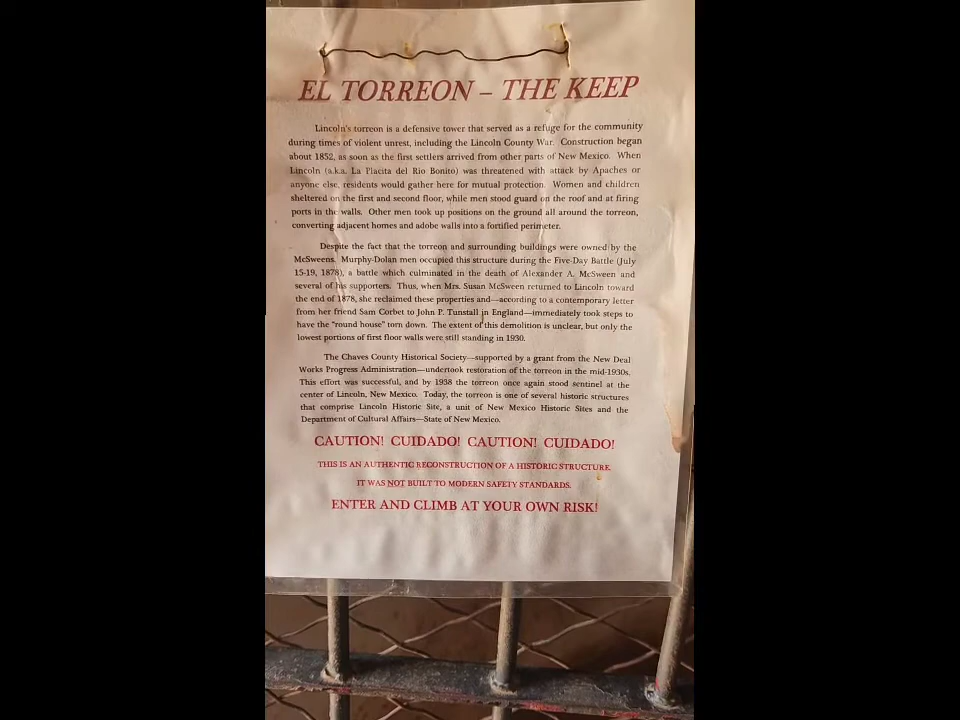 EL TORREON – THE KEEP
Lincoln's torreon is a defensive tower that served as a refuge for the community
during times of violent unrest, including the Lincoln County War. Construction began
about 1852, as soon as the first settlers arrived from other parts of New Mexico. When
Lincoln (a.k.a. La Placita del Rio Bonito) was threatened with attack by Apaches or
anyone else, residents would gather here for mutual protection. Women and children
sheltered on the first and second floor, while men stood guard on the roof and at firing
ports in the walls. Other men took up positions on the ground all around the torreon,
converting adjacent homes and adobe walls into a fortified perimeter.
Despite the fact that the torreon and surrounding buildings were owned by the
McSweens, Murphy-Dolan men occupied this structure during the Five-Day Battle (July
15-19, 1878), a battle which culminated in the death of Alexander A. McSween and
several of his supporters. Thus, when Mrs. Susan McSween returned to Lincoln toward
the end of 1878, she reclaimed these properties and—according to a contemporary letter
from her friend Sam Corbet to John P. Tunstall in England—immediately took steps to
have the "round house" torn down. The extent of this demolition is unclear, but only the
lowest portions of first floor walls were still standing in 1930.
The Chaves County Historical Society—supported by a grant from the New Deal
Works Progress Administration—undertook restoration of the torreon in the mid-1930s.
This effort was successful, and by 1938 the torreon once again stood sentinel at the
center of Lincoln, New Mexico. Today, the torreon is one of several historic structures
that comprise Lincoln Historic Site, a unit of New Mexico Historic Sites and the
Department of Cultural Affairs—State of New Mexico.
CAUTION! CUIDADO! CAUTION! CUIDADO!
THIS IS AN AUTHENTIC RECONSTRUCTION OF A HISTORIC STRUCTURE.
IT WAS NOT BUILT TO MODERN SAFETY STANDARDS.
ENTER AND CLIMB AT YOUR OWN RISK!